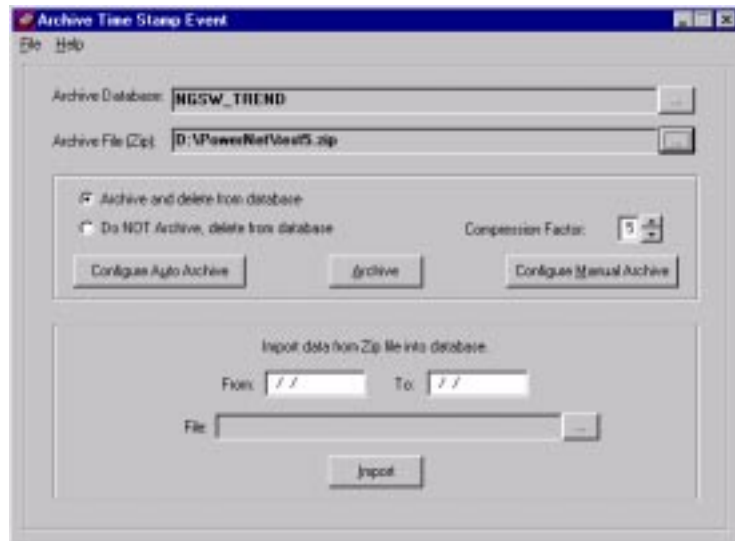 Archive Time Stamp Event
File Help
Archive Database: NGSW_TREND ...
Archive File (Zip): D:\PowerNet\test5.zip ...
Archive and delete from database
Do NOT Archive, delete from database Compression Factor: 5
Configure Auto Archive Archive Configure Manual Archive
Import data from Zip file into database.
From: / / To: / /
File: ...
Import